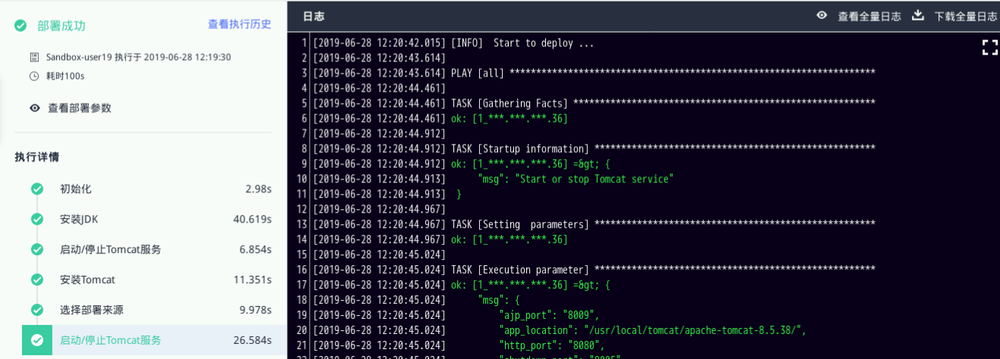 部署成功
查看执行历史
Sandbox-user19 执行于 2019-06-28 12:19:30
耗时100s
查看部署参数
执行详情
初始化 2.98s
安装JDK 40.619s
启动/停止Tomcat服务 6.854s
安装Tomcat 11.351s
选择部署来源 9.978s
启动/停止Tomcat服务 26.584s
日志
查看全量日志 下载全量日志
1 [2019-06-28 12:20:42.015] [INFO]  Start to deploy ...
2 [2019-06-28 12:20:43.614]
3 [2019-06-28 12:20:43.614] PLAY [all] *********************************************************************
4 [2019-06-28 12:20:44.461]
5 [2019-06-28 12:20:44.461] TASK [Gathering Facts] *********************************************************
6 [2019-06-28 12:20:44.461] ok: [1_***.***.***.36]
7 [2019-06-28 12:20:44.912]
8 [2019-06-28 12:20:44.912] TASK [Startup information] *****************************************************
9 [2019-06-28 12:20:44.912] ok: [1_***.***.***.36] =&gt; {
10 [2019-06-28 12:20:44.913]      "msg": "Start or stop Tomcat service"
11 [2019-06-28 12:20:44.913]  }
12 [2019-06-28 12:20:44.967]
13 [2019-06-28 12:20:44.967] TASK [Setting  parameters] *****************************************************
14 [2019-06-28 12:20:44.967] ok: [1_***.***.***.36]
15 [2019-06-28 12:20:45.024]
16 [2019-06-28 12:20:45.024] TASK [Execution parameter] *****************************************************
17 [2019-06-28 12:20:45.024] ok: [1_***.***.***.36] =&gt; {
18 [2019-06-28 12:20:45.024]      "msg": {
19 [2019-06-28 12:20:45.024]          "ajp_port": "8009",
20 [2019-06-28 12:20:45.024]          "app_location": "/usr/local/tomcat/apache-tomcat-8.5.38/",
21 [2019-06-28 12:20:45.024]          "http_port": "8080",